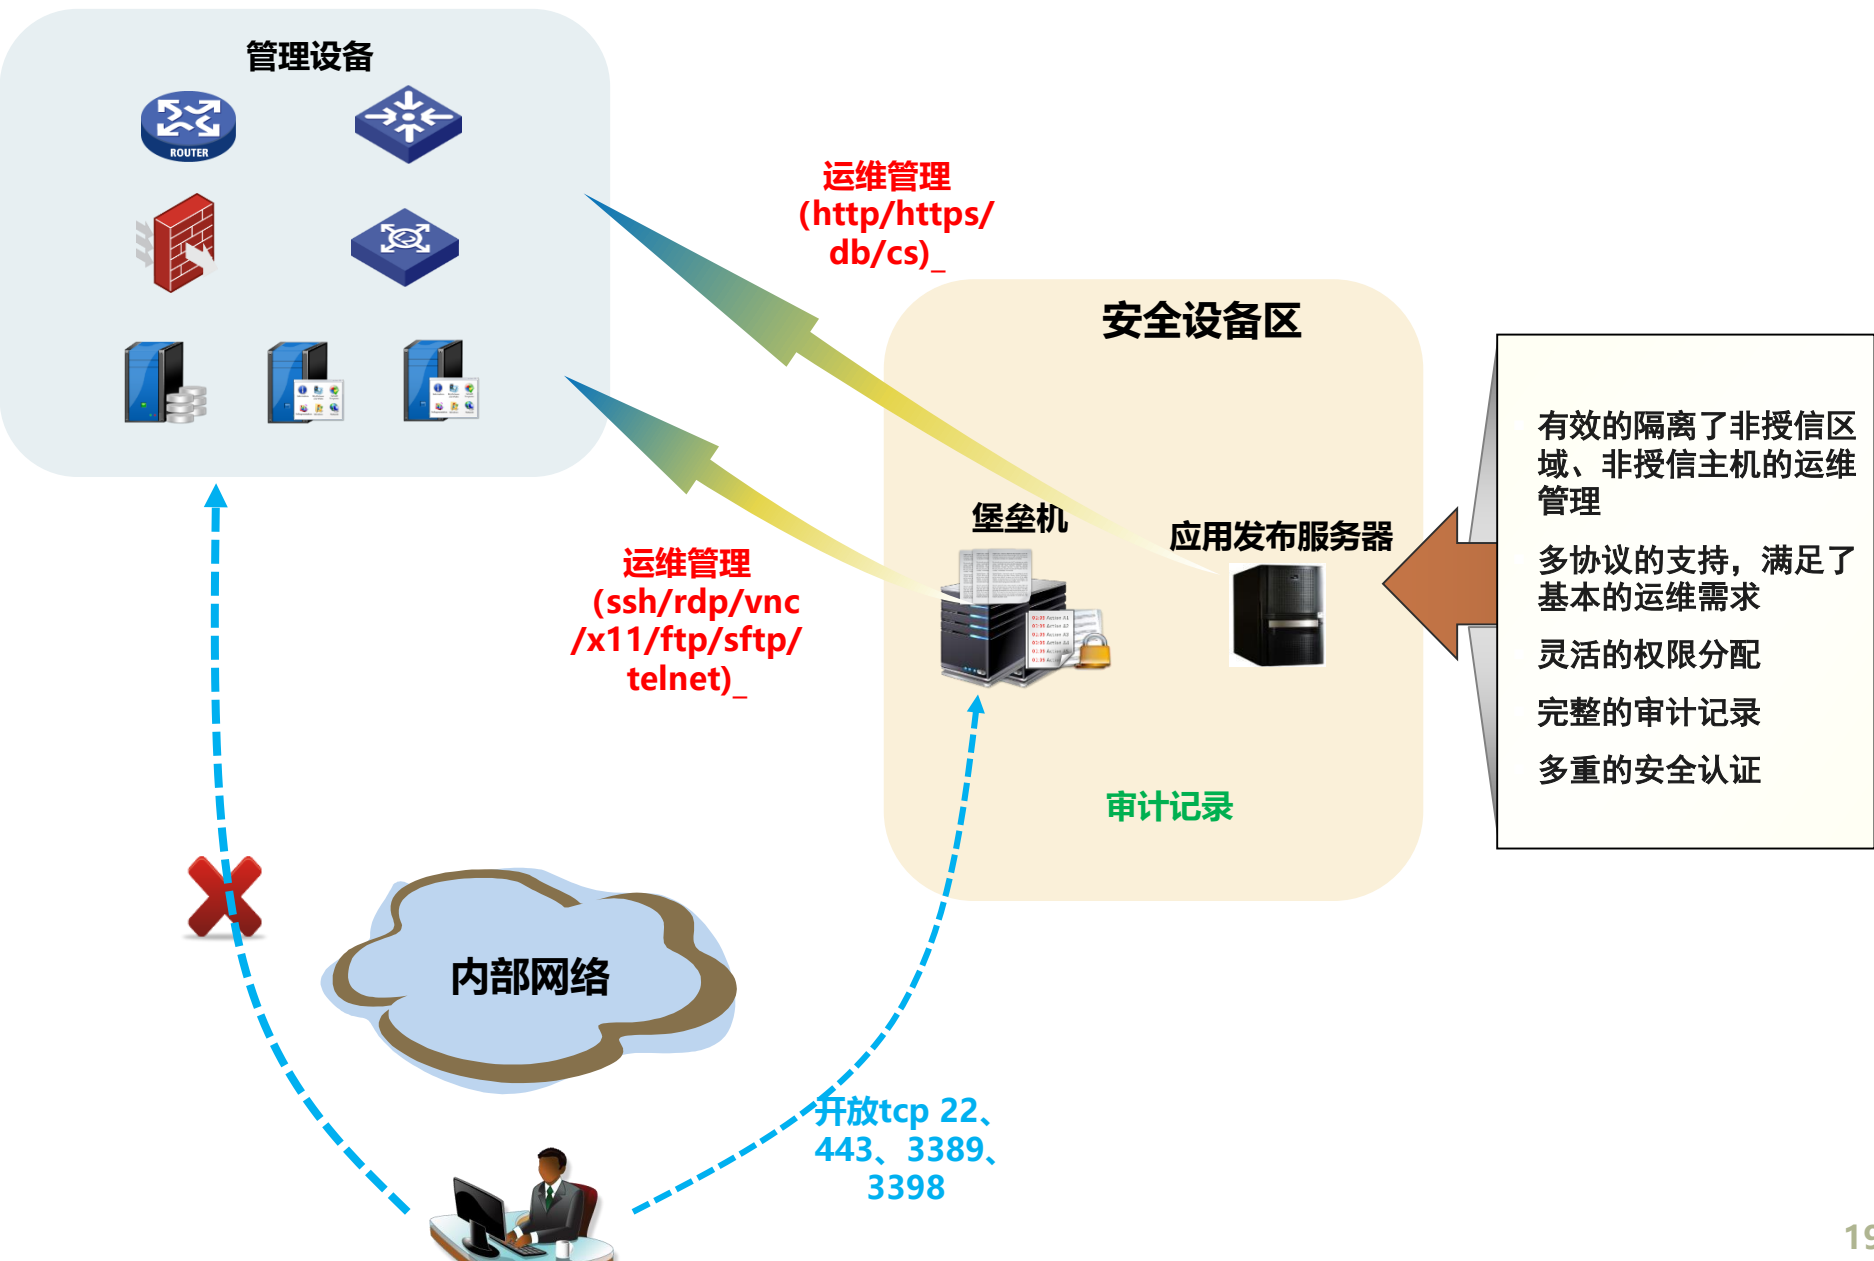 管理设备
ROUTER
运维管理
(http/https/
db/cs)_
安全设备区
堡垒机
应用发布服务器
运维管理
(ssh/rdp/vnc
/x11/ftp/sftp/
telnet)_
审计记录
有效的隔离了非授信区
域、非授信主机的运维
管理
多协议的支持，满足了
基本的运维需求
灵活的权限分配
完整的审计记录
多重的安全认证
内部网络
开放tcp 22、
443、3389、
3398
19